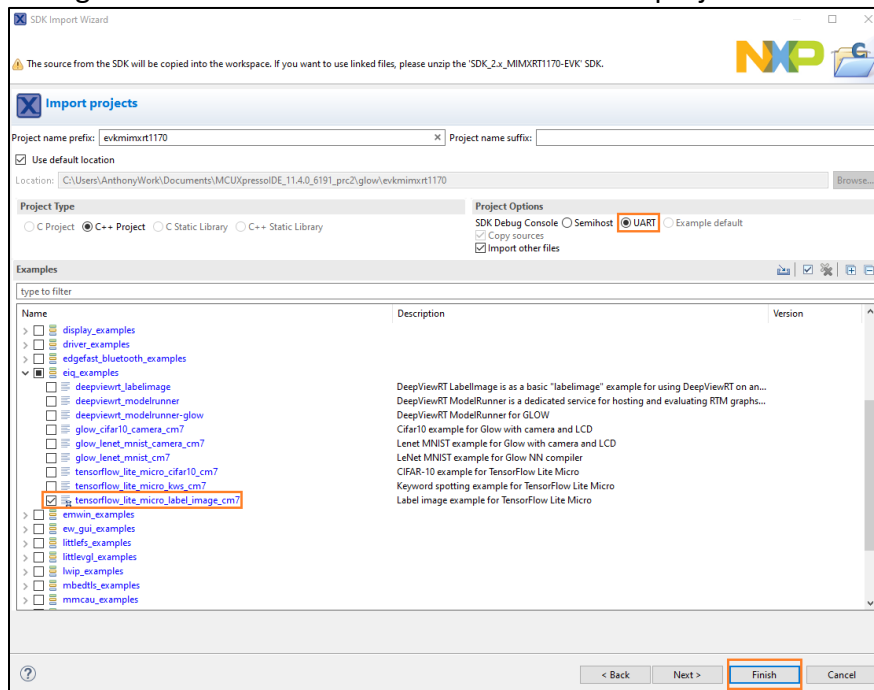 SDK Import Wizard
The source from the SDK will be copied into the workspace. If you want to use linked files, please unzip the 'SDK_2.x_MIMXRT1170-EVK' SDK.
NXP
Import projects
Project name prefix: evkmimxrt1170 Project name suffix:
Use default location
Location: C:\Users\AnthonyWork\Documents\MCUXpressoIDE_11.4.0_6191_prc2\glow\evkmimxrt1170 Browse...
Project Type Project Options
C Project C++ Project C Static Library C++ Static Library SDK Debug Console Semihost UART Example default
Copy sources
Import other files
Examples
type to filter
Name Description Version
display_examples
driver_examples
edgefast_bluetooth_examples
eiq_examples
deepviewrt_labelimage DeepViewRT LabelImage is as a basic "labelimage" example for using DeepViewRT on an...
deepviewrt_modelrunner DeepViewRT ModelRunner is a dedicated service for hosting and evaluating RTM graphs...
deepviewrt_modelrunner-glow DeepViewRT ModelRunner for GLOW
glow_cifar10_camera_cm7 Cifar10 example for Glow with camera and LCD
glow_lenet_mnist_camera_cm7 Lenet MNIST example for Glow with camera and LCD
glow_lenet_mnist_cm7 LeNet MNIST example for Glow NN compiler
tensorflow_lite_micro_cifar10_cm7 CIFAR-10 example for TensorFlow Lite Micro
tensorflow_lite_micro_kws_cm7 Keyword spotting example for TensorFlow Lite Micro
tensorflow_lite_micro_label_image_cm7 Label image example for TensorFlow Lite Micro
emwin_examples
ew_gui_examples
littlefs_examples
littlevgl_examples
lwip_examples
mbedtls_examples
mmcau_examples
< Back Next > Finish Cancel